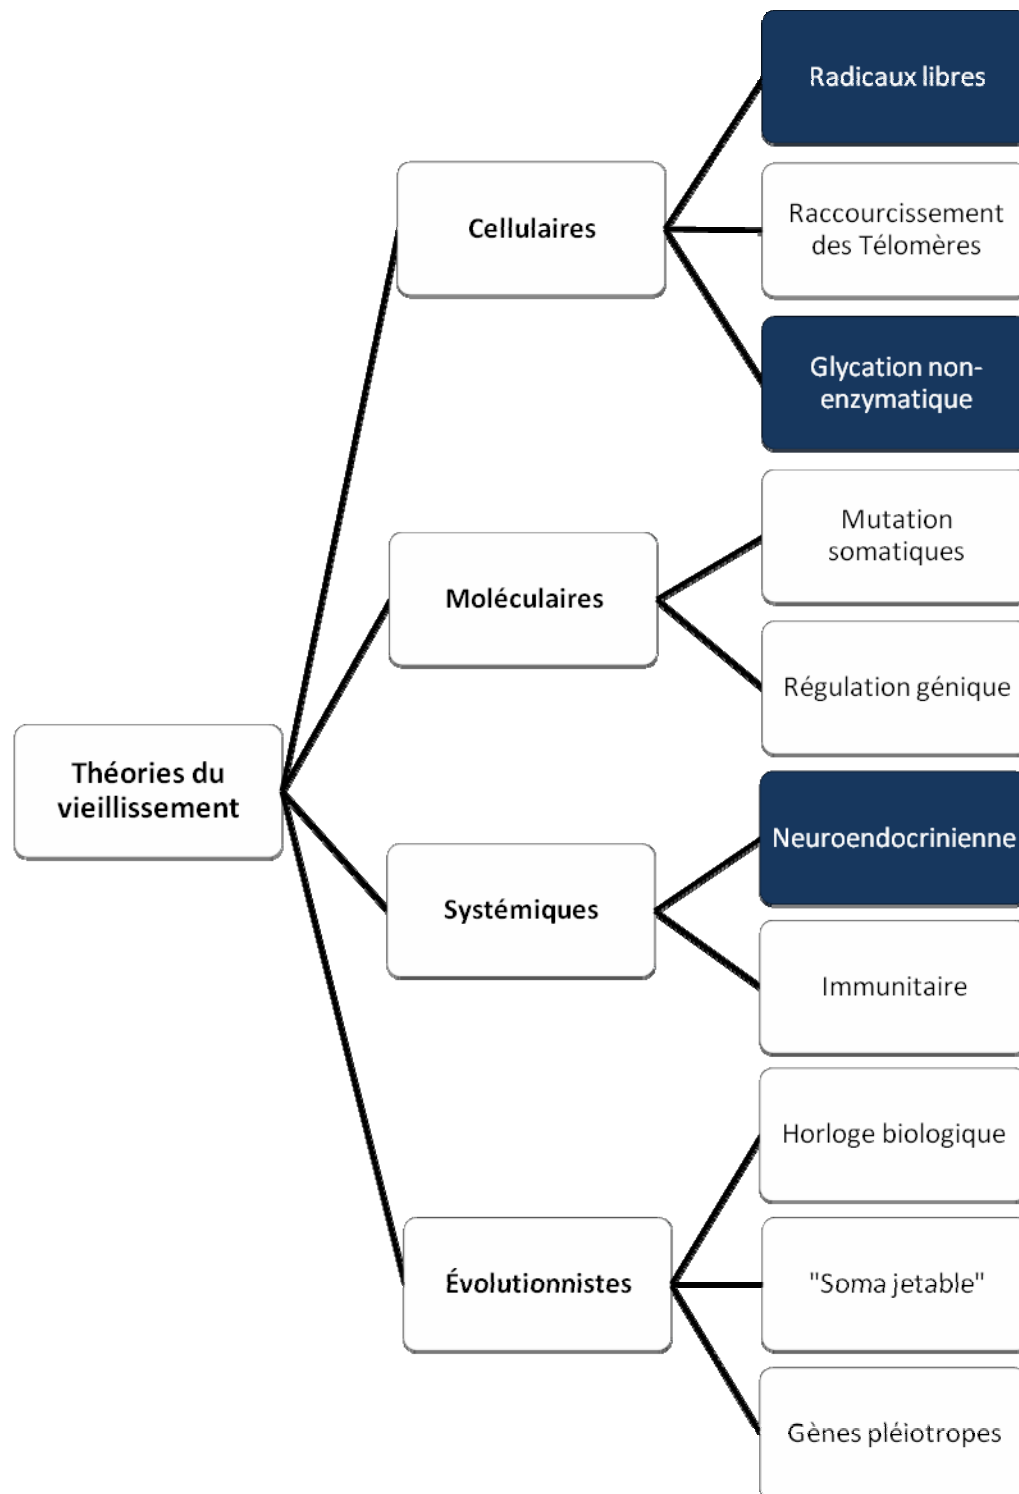 Radicaux libres
Cellulaires
Raccourcissement
des Télomères
Glycation non-
enzymatique
Mutation
somatiques
Moléculaires
Régulation génique
Théories du
vieillissement
Neuroendocrinienne
Systémiques
Immunitaire
Horloge biologique
Évolutionnistes
"Soma jetable"
Gènes pléiotropes